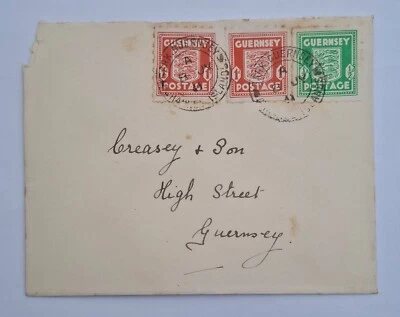 GUERNSEY GUERNSEY GUERNSEY
POSTAGE POSTAGE POSTAGE
Creasey & Son
High Street
Guernsey.